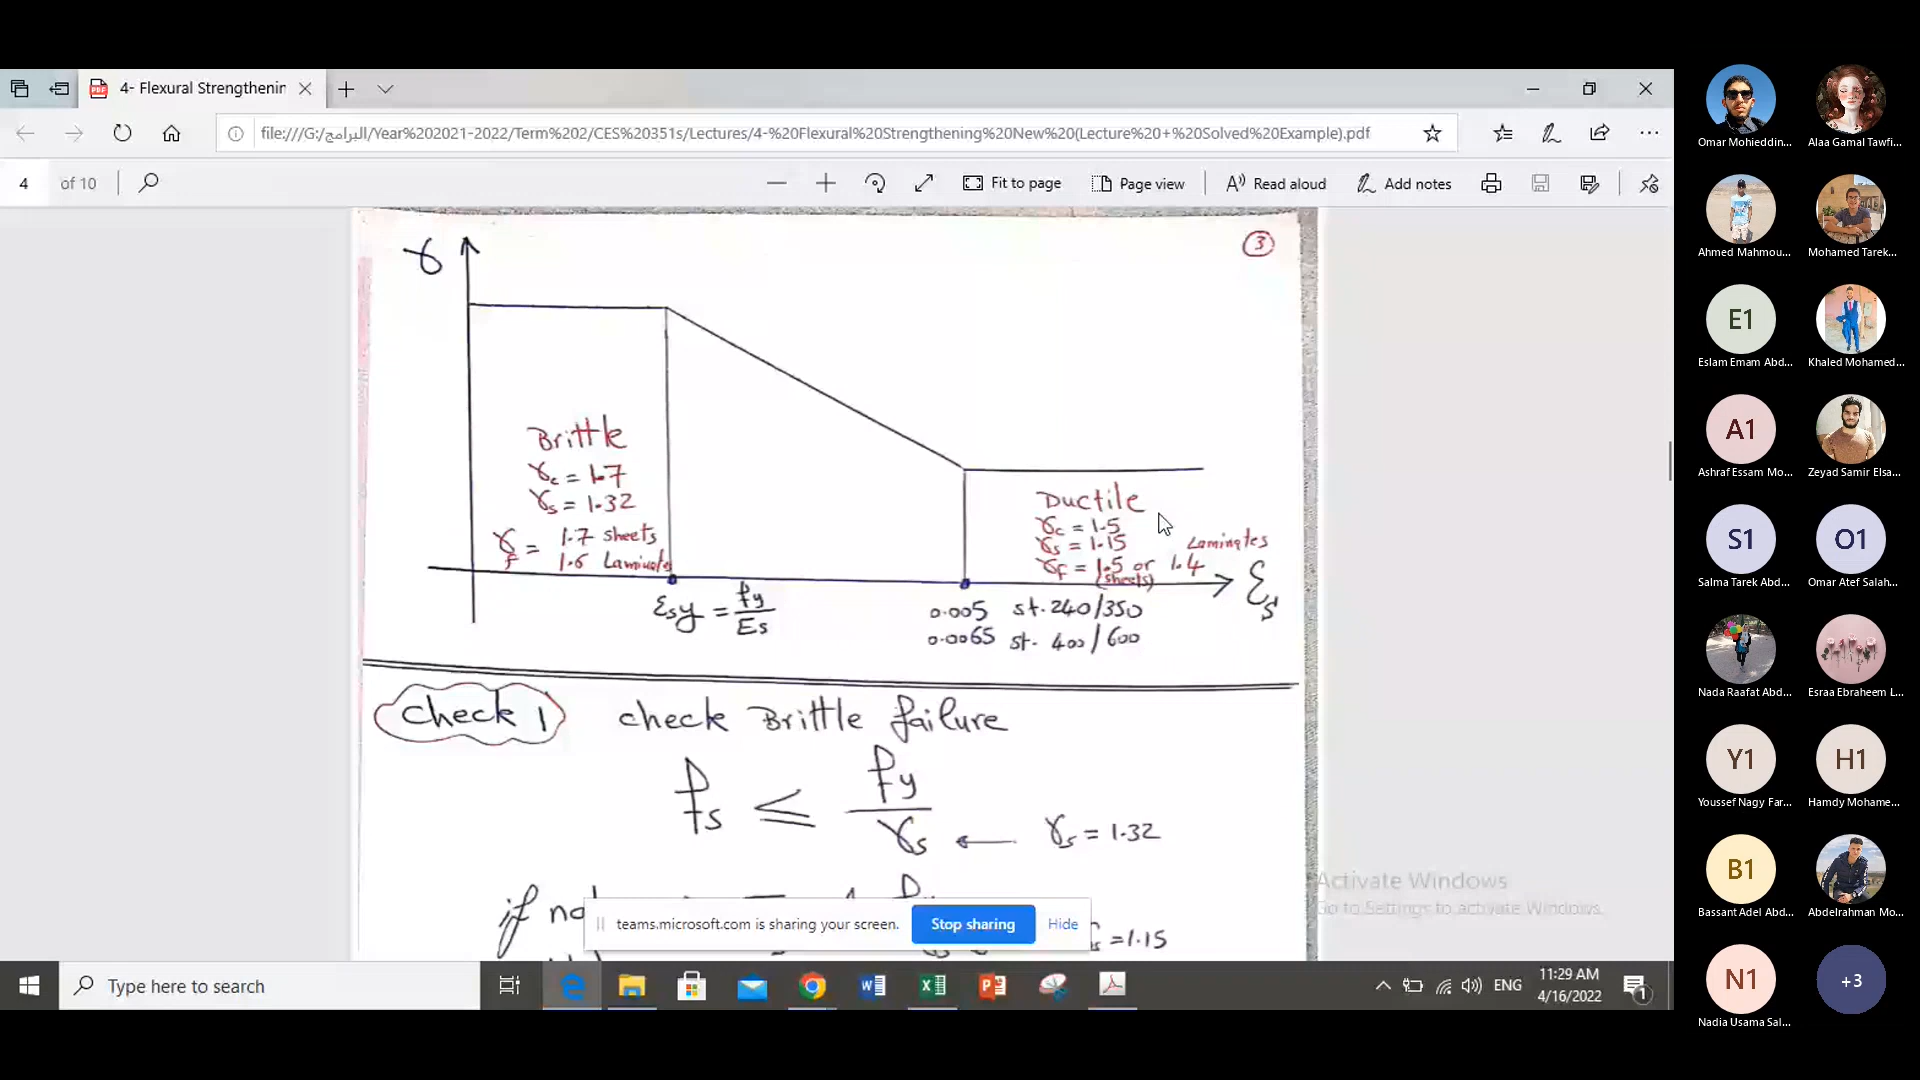 4- Flexural Strengthenin
file:///G:/البرامج/Year%202021-2022/Term%202/CES%20351s/Lectures/4-%20Flexural%20Strengthening%20New%20(Lecture%20+%20Solved%20Example).pdf
4 of 10
Fit to page
Page view
Read aloud
Add notes
γ
3
Brittle
γc = 1.7
γs = 1.32
γf = 1.7 sheets
1.6 Laminate
Ductile
γc = 1.5
γs = 1.15
γf = 1.5 or 1.4 Laminates
(sheets)
εs
εsy = fy/Es
0.005 st. 240/350
0.0065 st. 400/600
Check 1 check Brittle failure
fs ≤ fy/γs ← γs = 1.32
if
=1.15
teams.microsoft.com is sharing your screen.
Stop sharing
Hide
Activate Windows
Go to Settings to activate Windows.
Type here to search
ENG
11:29 AM
4/16/2022
1
Omar Mohieddin...
Alaa Gamal Tawfi...
Ahmed Mahmou...
Mohamed Tarek...
E1
Eslam Emam Abd...
Khaled Mohamed...
A1
Ashraf Essam Mo...
Zeyad Samir Elsa...
S1
Salma Tarek Abd...
O1
Omar Atef Salah...
Nada Raafat Abd...
Esraa Ebraheem L...
Y1
Youssef Nagy Far...
H1
Hamdy Mohame...
B1
Bassant Adel Abd...
Abdelrahman Mo...
N1
Nadia Usama Sal...
+3